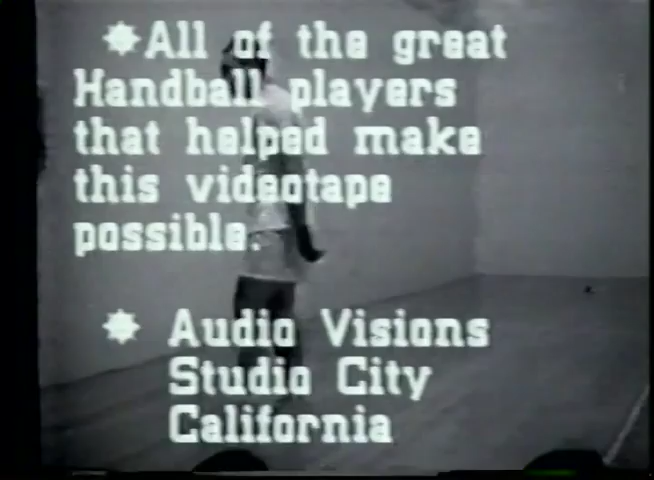 All of the great
Handball players
that helped make
this videotape
possible.
Audio Visions
Studio City
California